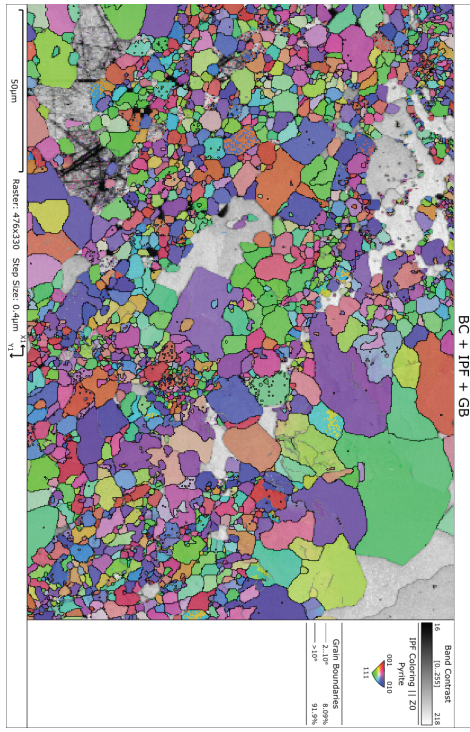 BC + IPF + GB
Band Contrast
16 [0..255] 218
IPF Coloring || Z0
Pyrite
001 010
111
Grain Boundaries
2..10° 8.09%
>10° 91.9%
50μm
Raster: 476x330 Step Size: 0.4μm
X1
Y1